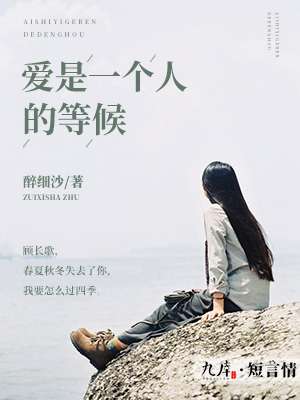 AISHIYIGEREN
DEDENGHOU
AISHIYIGEREN
DEDENGHOU
爱是一个人
的等候
醉细沙/著
ZUIXISHA ZHU
顾长歌,
春夏秋冬失去了你,
我要怎么过四季.
九库·短言情